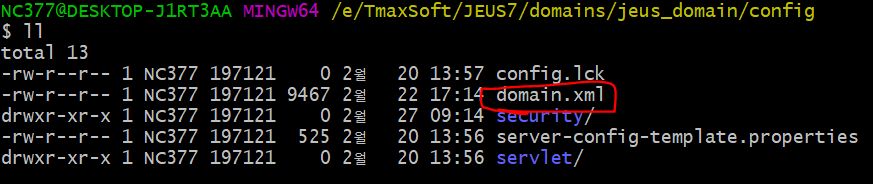 NC377@DESKTOP-J1RT3AA MINGW64 /e/TmaxSoft/JEUS7/domains/jeus_domain/config
$ ll
total 13
-rw-r--r-- 1 NC377 197121    0 2월   20 13:57 config.lck
-rw-r--r-- 1 NC377 197121 9467 2월   22 17:14 domain.xml
drwxr-xr-x 1 NC377 197121    0 2월   27 09:14 security/
-rw-r--r-- 1 NC377 197121  525 2월   20 13:56 server-config-template.properties
drwxr-xr-x 1 NC377 197121    0 2월   20 13:56 servlet/